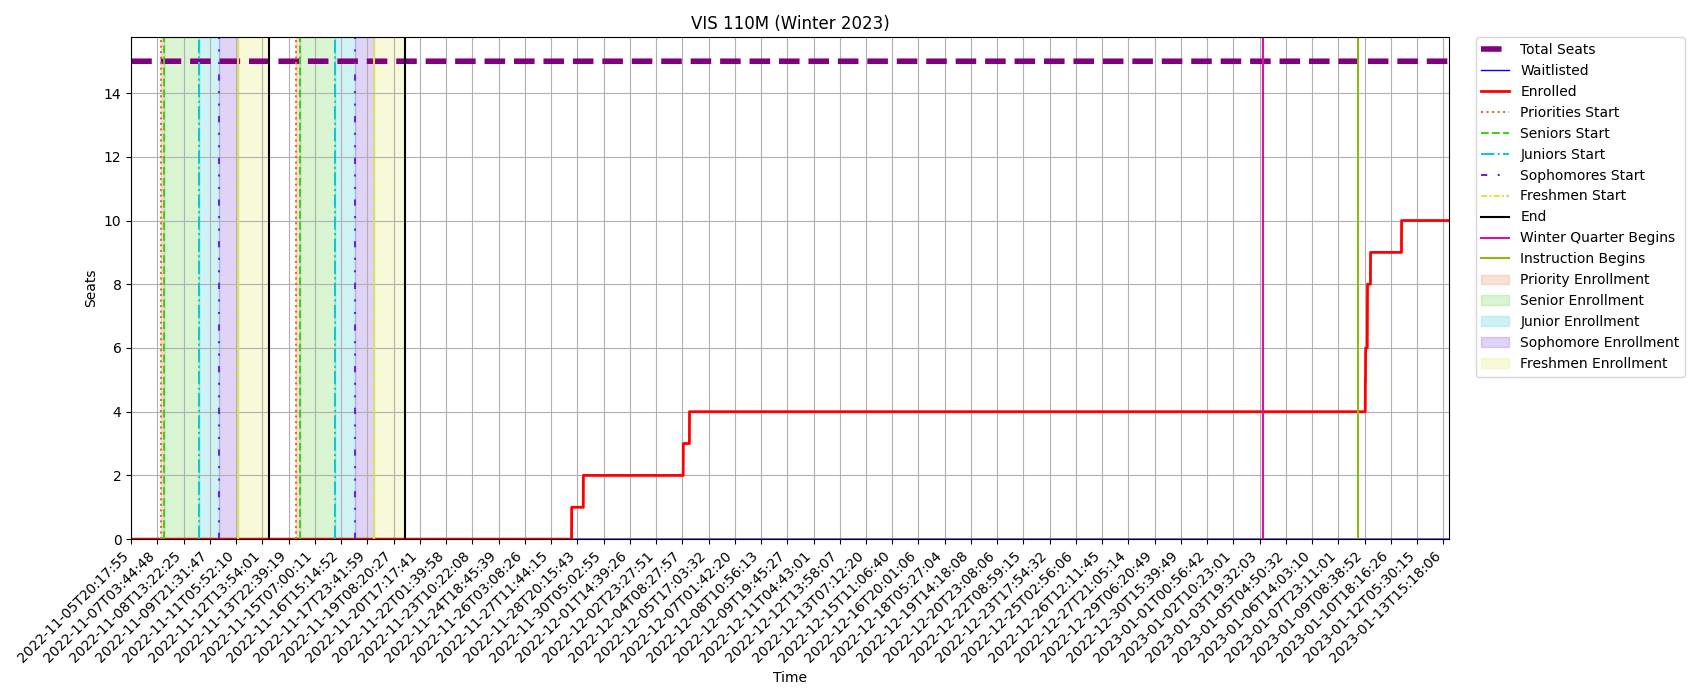 VIS 110M (Winter 2023)
Seats
14
12
10
8
6
4
2
0
2022-11-05T20:17:55
2022-11-07T03:44:48
2022-11-08T13:22:25
2022-11-09T21:31:47
2022-11-11T05:52:10
2022-11-12T13:54:01
2022-11-13T22:39:19
2022-11-15T07:00:11
2022-11-16T15:14:52
2022-11-17T23:41:59
2022-11-19T08:20:27
2022-11-20T17:17:41
2022-11-22T01:39:58
2022-11-23T10:22:08
2022-11-24T18:45:39
2022-11-26T03:08:26
2022-11-27T11:44:15
2022-11-28T20:15:43
2022-11-30T05:02:55
2022-12-01T14:39:26
2022-12-02T23:27:51
2022-12-04T08:27:57
2022-12-05T17:03:32
2022-12-07T01:42:20
2022-12-08T10:56:13
2022-12-09T19:45:27
2022-12-11T04:43:01
2022-12-12T13:58:07
2022-12-13T17:12:20
2022-12-15T11:06:40
2022-12-16T20:01:06
2022-12-18T05:27:04
2022-12-19T14:18:08
2022-12-20T23:08:06
2022-12-22T08:59:15
2022-12-23T17:54:32
2022-12-25T02:56:06
2022-12-26T12:11:45
2022-12-27T21:05:14
2022-12-29T06:20:49
2022-12-30T15:39:49
2023-01-01T00:56:42
2023-01-02T10:23:01
2023-01-03T19:32:03
2023-01-05T04:50:32
2023-01-06T14:03:10
2023-01-07T23:11:01
2023-01-09T08:38:52
2023-01-10T18:16:26
2023-01-12T05:30:15
2023-01-13T15:18:06
Time
Total Seats
Waitlisted
Enrolled
Priorities Start
Seniors Start
Juniors Start
Sophomores Start
Freshmen Start
End
Winter Quarter Begins
Instruction Begins
Priority Enrollment
Senior Enrollment
Junior Enrollment
Sophomore Enrollment
Freshmen Enrollment